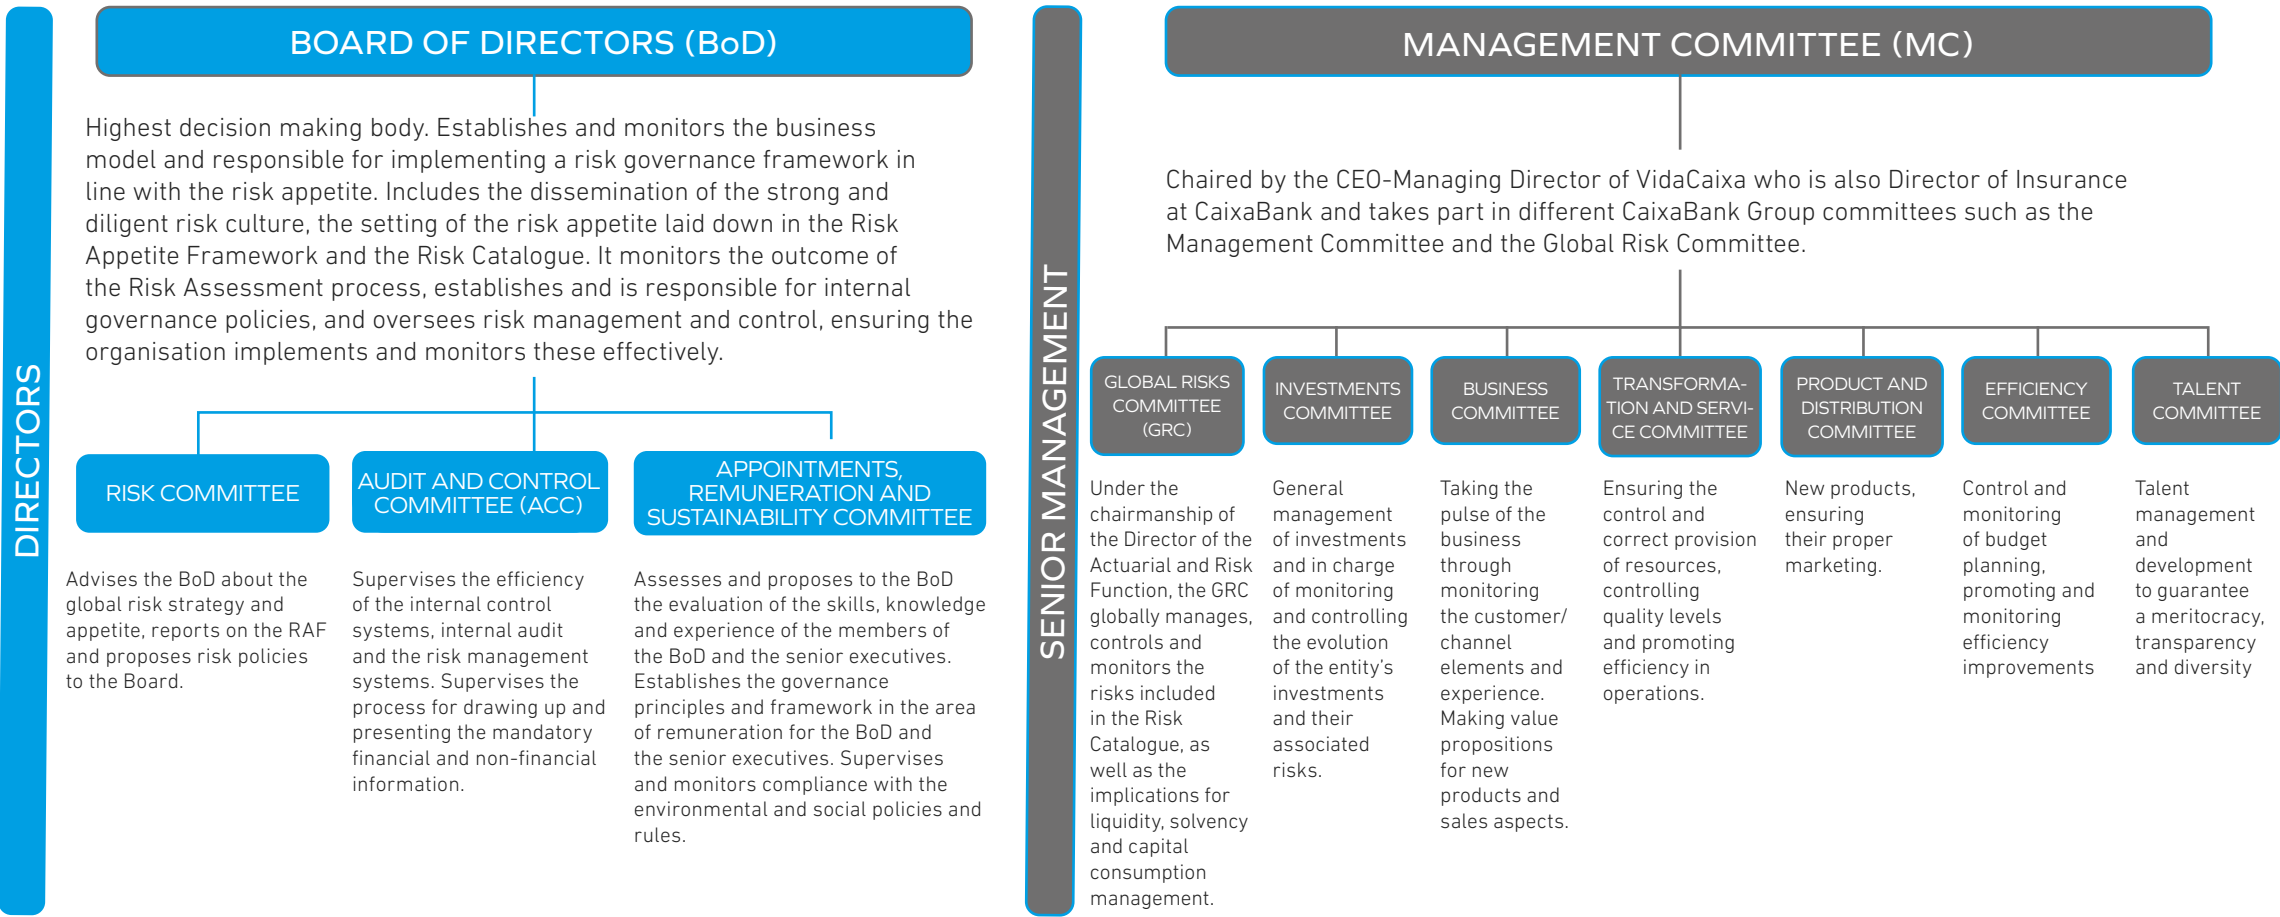 DIRECTORS
BOARD OF DIRECTORS (BoD)
Highest decision making body. Establishes and monitors the business
model and responsible for implementing a risk governance framework in
line with the risk appetite. Includes the dissemination of the strong and
diligent risk culture, the setting of the risk appetite laid down in the Risk
Appetite Framework and the Risk Catalogue. It monitors the outcome of
the Risk Assessment process, establishes and is responsible for internal
governance policies, and oversees risk management and control, ensuring the
organisation implements and monitors these effectively.
RISK COMMITTEE
Advises the BoD about the
global risk strategy and
appetite, reports on the RAF
and proposes risk policies
to the Board.
AUDIT AND CONTROL
COMMITTEE (ACC)
Supervises the efficiency
of the internal control
systems, internal audit
and the risk management
systems. Supervises the
process for drawing up and
presenting the mandatory
financial and non-financial
information.
APPOINTMENTS,
REMUNERATION AND
SUSTAINABILITY COMMITTEE
Assesses and proposes to the BoD
the evaluation of the skills, knowledge
and experience of the members of
the BoD and the senior executives.
Establishes the governance
principles and framework in the area
of remuneration for the BoD and
the senior executives. Supervises
and monitors compliance with the
environmental and social policies and
rules.
SENIOR MANAGEMENT
MANAGEMENT COMMITTEE (MC)
Chaired by the CEO-Managing Director of VidaCaixa who is also Director of Insurance
at CaixaBank and takes part in different CaixaBank Group committees such as the
Management Committee and the Global Risk Committee.
GLOBAL RISKS
COMMITTEE
(GRC)
Under the
chairmanship of
the Director of the
Actuarial and Risk
Function, the GRC
globally manages,
controls and
monitors the
risks included
in the Risk
Catalogue, as
well as the
implications for
liquidity, solvency
and capital
consumption
management.
INVESTMENTS
COMMITTEE
General
management
of investments
and in charge
of monitoring
and controlling
the evolution
of the entity's
investments
and their
associated
risks.
BUSINESS
COMMITTEE
Taking the
pulse of the
business
through
monitoring
the customer/
channel
elements and
experience.
Making value
propositions
for new
products and
sales aspects.
TRANSFORMA-
TION AND SERVI-
CE COMMITTEE
Ensuring the
control and
correct provision
of resources,
controlling
quality levels
and promoting
efficiency in
operations.
PRODUCT AND
DISTRIBUTION
COMMITTEE
New products,
ensuring
their proper
marketing.
EFFICIENCY
COMMITTEE
Control and
monitoring
of budget
planning,
promoting and
monitoring
efficiency
improvements
TALENT
COMMITTEE
Talent
management
and
development
to guarantee
a meritocracy,
transparency
and diversity